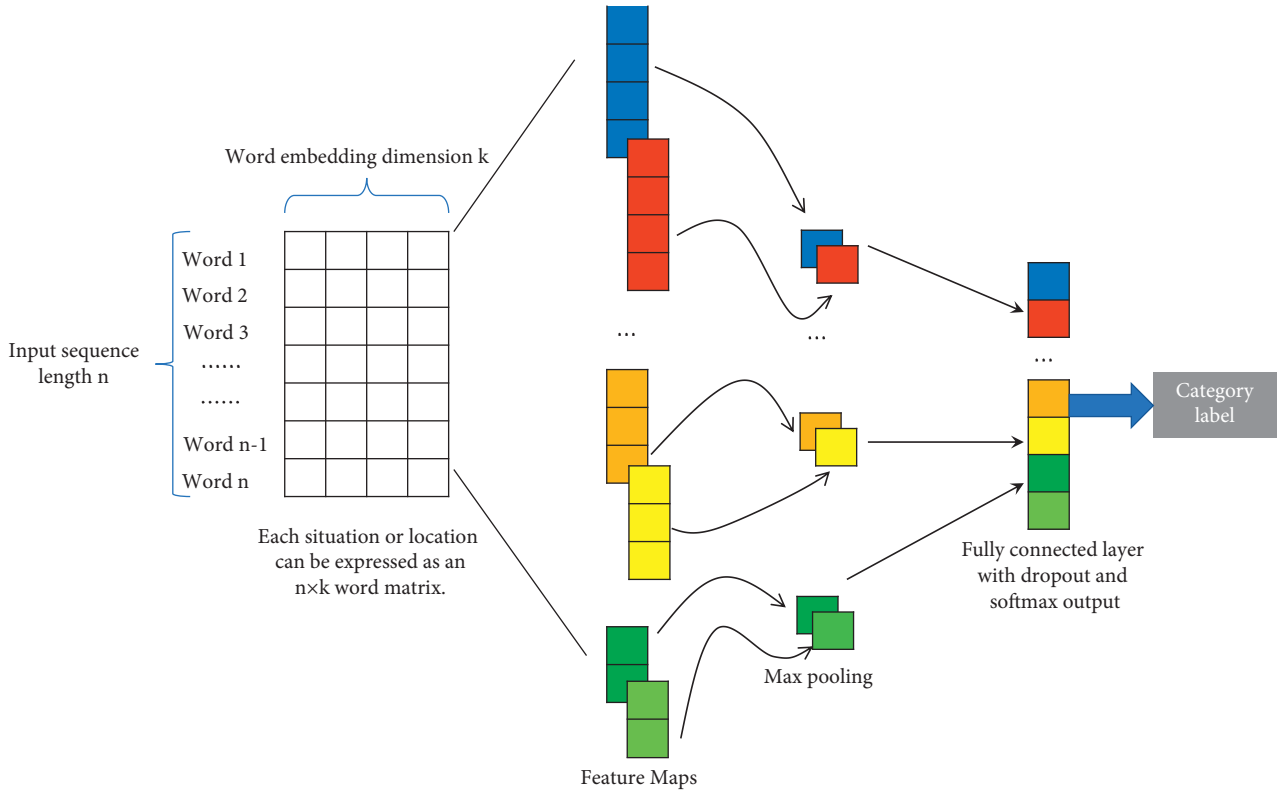 Word embedding dimension k
Input sequence
length n
Word 1
Word 2
Word 3
......
......
Word n-1
Word n
Each situation or location
can be expressed as an
n×k word matrix.
...
Feature Maps
...
Max pooling
...
Fully connected layer
with dropout and
softmax output
Category
label